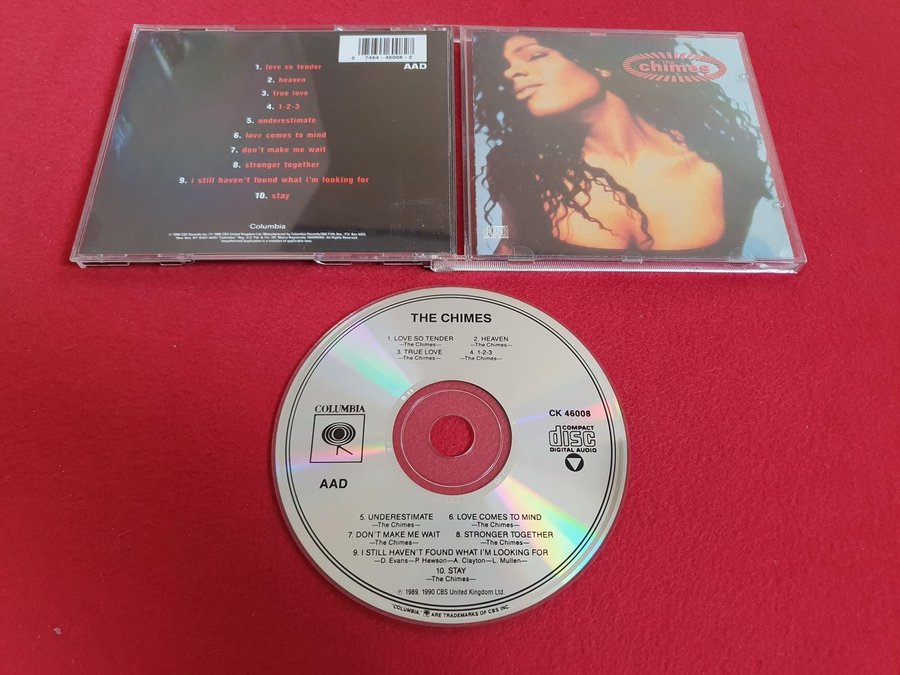 0 7464-46008-2
AAD
1. love so tender
2. heaven
3. true love
4. 1-2-3
5. underestimate
6. love comes to mind
7. don't make me wait
8. stronger together
9. i still haven't found what i'm looking for
10. stay
Columbia
the
chimes
THE CHIMES
1. LOVE SO TENDER 2. HEAVEN
—The Chimes— —The Chimes—
3. TRUE LOVE 4. 1-2-3
—The Chimes— —The Chimes—
COLUMBIA
CK 46008
COMPACT
disc
DIGITAL AUDIO
AAD
5. UNDERESTIMATE 6. LOVE COMES TO MIND
—The Chimes— —The Chimes—
7. DON'T MAKE ME WAIT 8. STRONGER TOGETHER
—The Chimes— —The Chimes—
9. I STILL HAVEN'T FOUND WHAT I'M LOOKING FOR
—D. Evans—P. Hewson—A. Clayton—L. Mullen—
10. STAY
—The Chimes—
℗ 1989, 1990 CBS United Kingdom Ltd.
"COLUMBIA," ARE TRADEMARKS OF CBS INC.